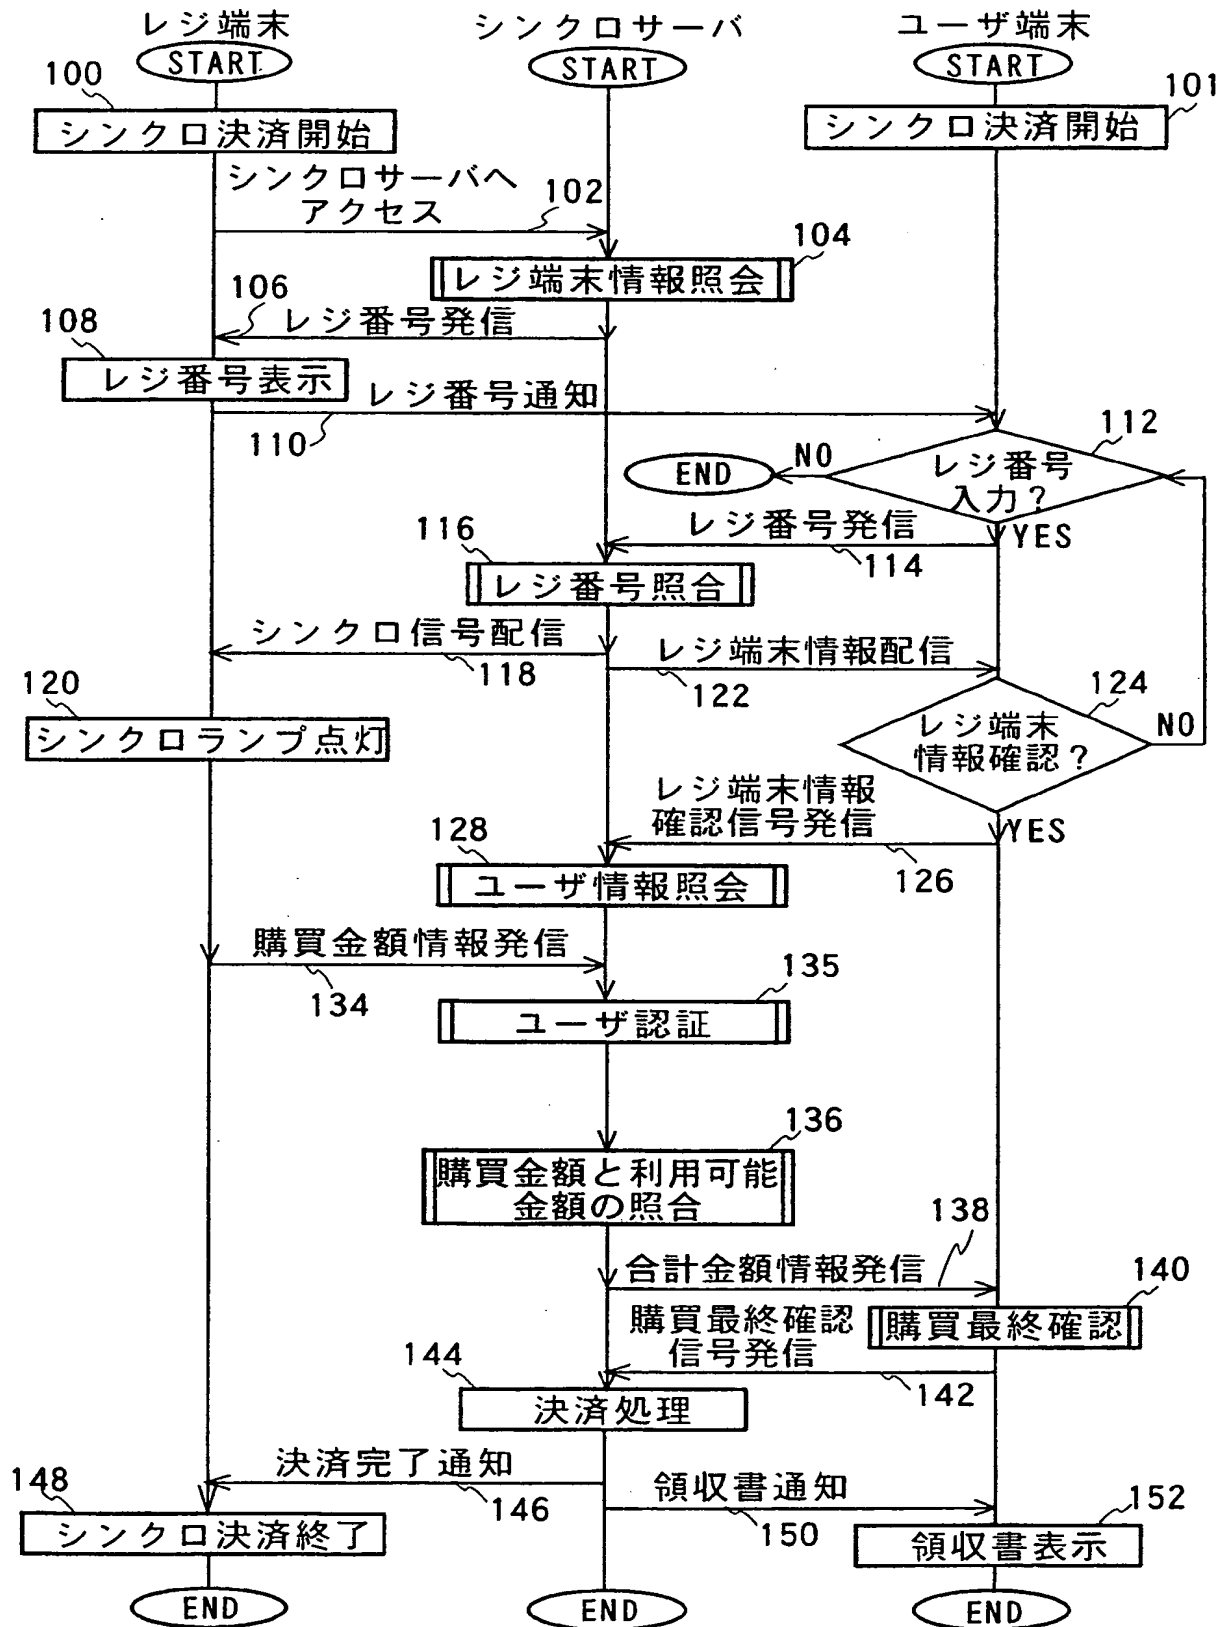 レジ端末
シンクロサーバ
ユーザ端末
START
START
START
100
101
シンクロ決済開始
シンクロ決済開始
シンクロサーバへ
アクセス
102
104
レジ端末情報照会
106
レジ番号発信
108
レジ番号表示
レジ番号通知
110
112
レジ番号
入力?
NO
END
YES
レジ番号発信
114
116
レジ番号照合
シンクロ信号配信
118
レジ端末情報配信
122
120
シンクロランプ点灯
124
レジ端末
情報確認?
NO
YES
レジ端末情報
確認信号発信
126
128
ユーザ情報照会
購買金額情報発信
134
135
ユーザ認証
136
購買金額と利用可能
金額の照合
138
合計金額情報発信
140
購買最終確認
購買最終確認
信号発信
142
144
決済処理
決済完了通知
146
148
シンクロ決済終了
領収書通知
150
152
領収書表示
END
END
END